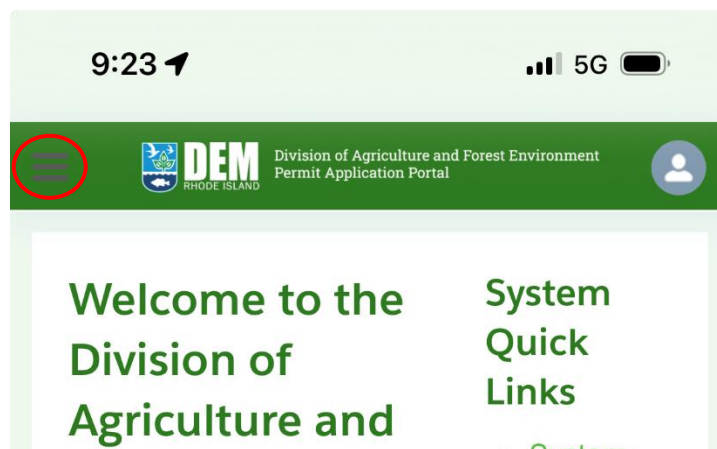 9:23
5G
DEM
RHODE ISLAND
Division of Agriculture and Forest Environment
Permit Application Portal
Welcome to the
Division of
Agriculture and
System
Quick
Links